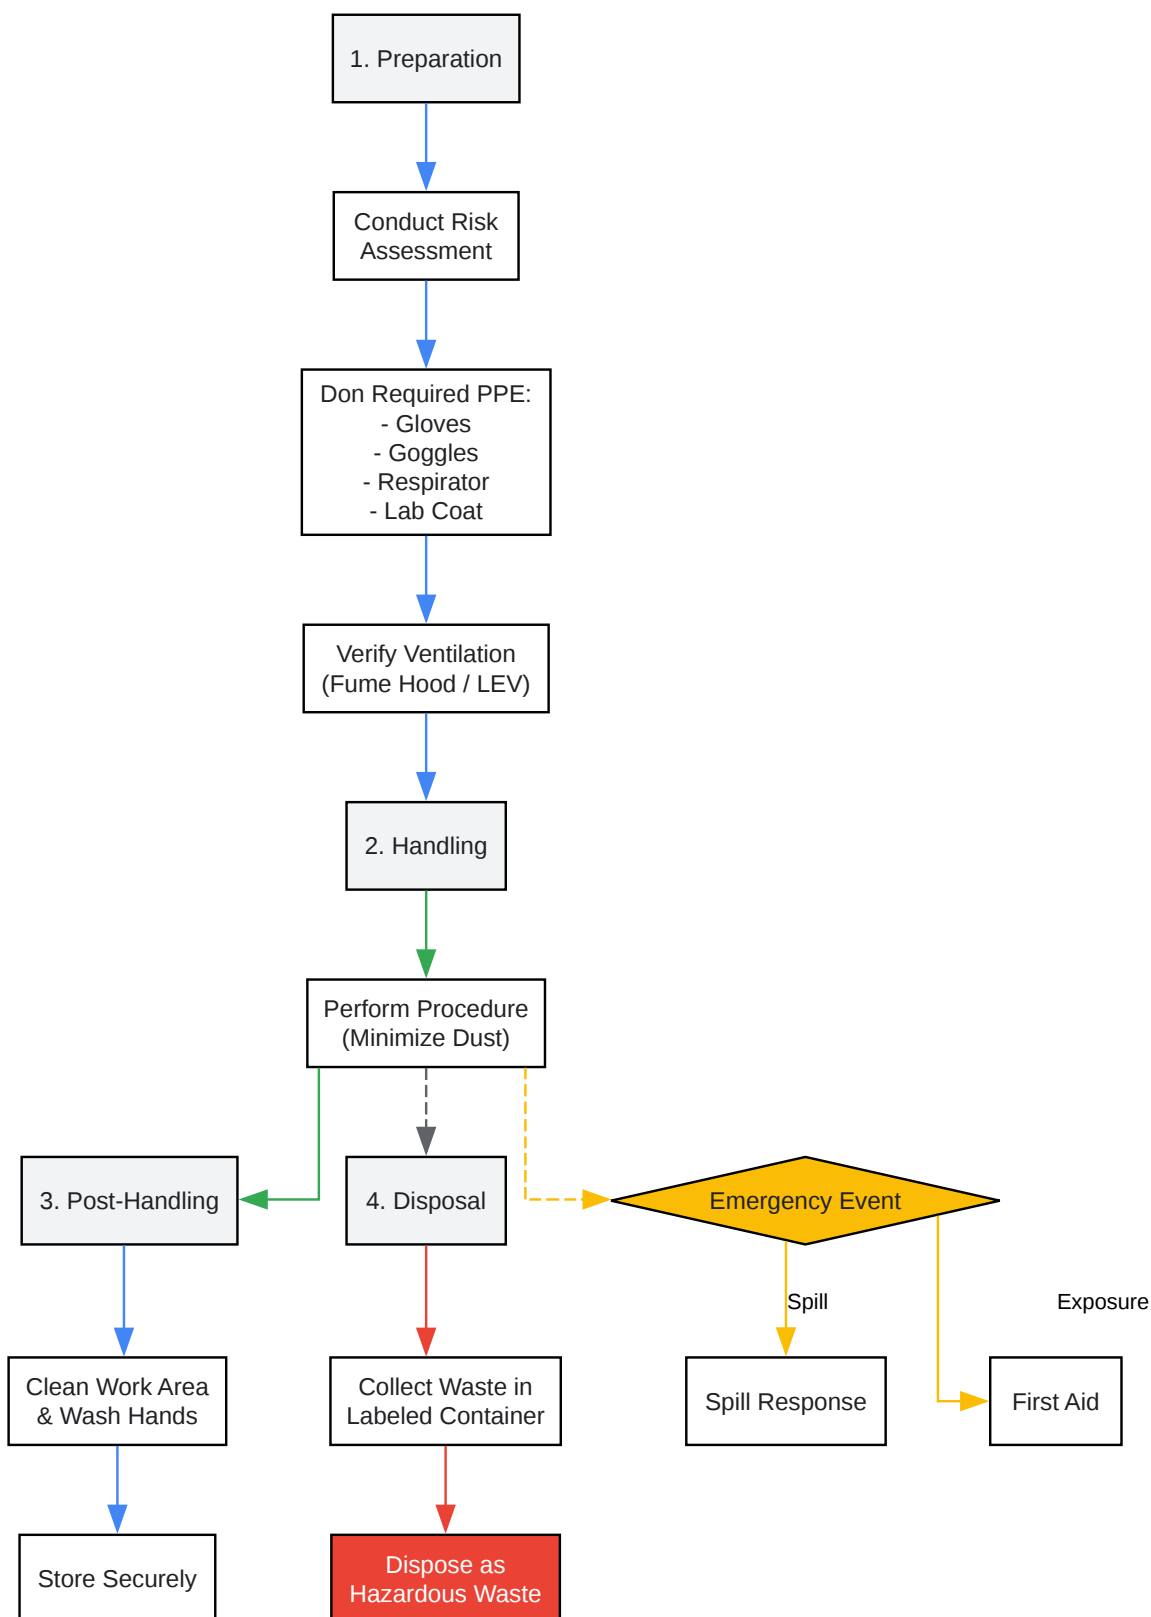 1. Preparation
Conduct Risk
Assessment
Don Required PPE:
- Gloves
- Goggles
- Respirator
- Lab Coat
Verify Ventilation
(Fume Hood / LEV)
2. Handling
Perform Procedure
(Minimize Dust)
3. Post-Handling
4. Disposal
Emergency Event
Spill
Exposure
Clean Work Area
& Wash Hands
Collect Waste in
Labeled Container
Spill Response
First Aid
Store Securely
Dispose as
Hazardous Waste